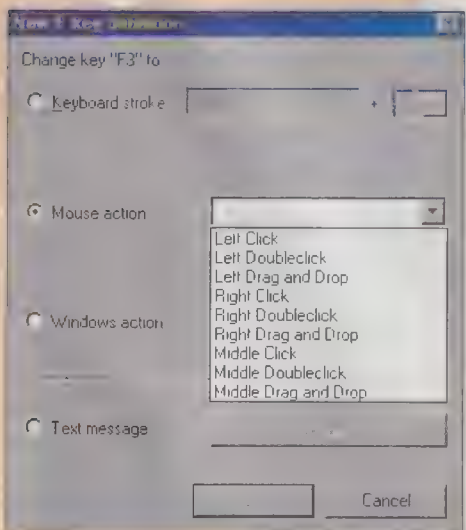 Change key "F3" to
Keyboard stroke +
Mouse action
Left Click
Left Doubleclick
Left Drag and Drop
Right Click
Right Doubleclick
Right Drag and Drop
Middle Click
Middle Doubleclick
Middle Drag and Drop
Windows action
Text message
Cancel